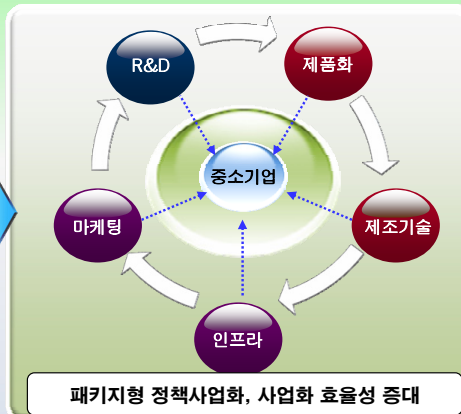 R&D
제품화
중소기업
마케팅
제조기술
인프라
패키지형 정책사업화, 사업화 효율성 증대